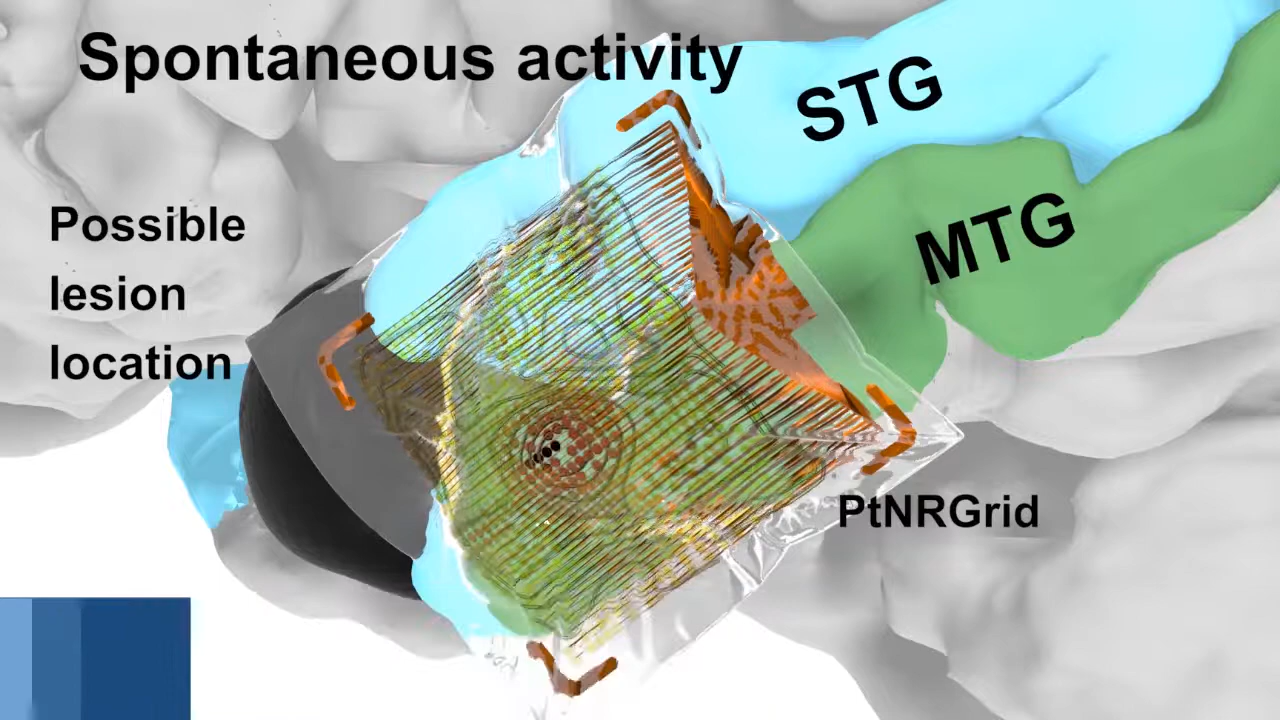 Spontaneous activity
STG
MTG
Possible
lesion
location
PtNRGrid